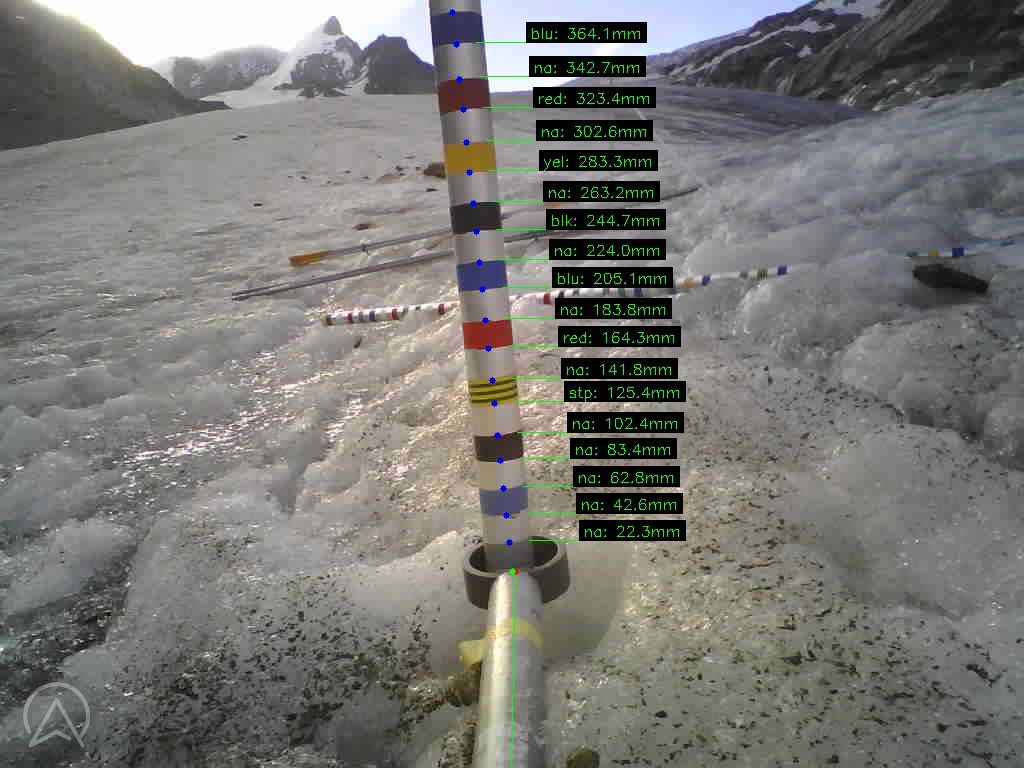 blu: 364.1mm
na: 342.7mm
red: 323.4mm
na: 302.6mm
yel: 283.3mm
na: 263.2mm
blk: 244.7mm
na: 224.0mm
blu: 205.1mm
na: 183.8mm
red: 164.3mm
na: 141.8mm
stp: 125.4mm
na: 102.4mm
na: 83.4mm
na: 62.8mm
na: 42.6mm
na: 22.3mm